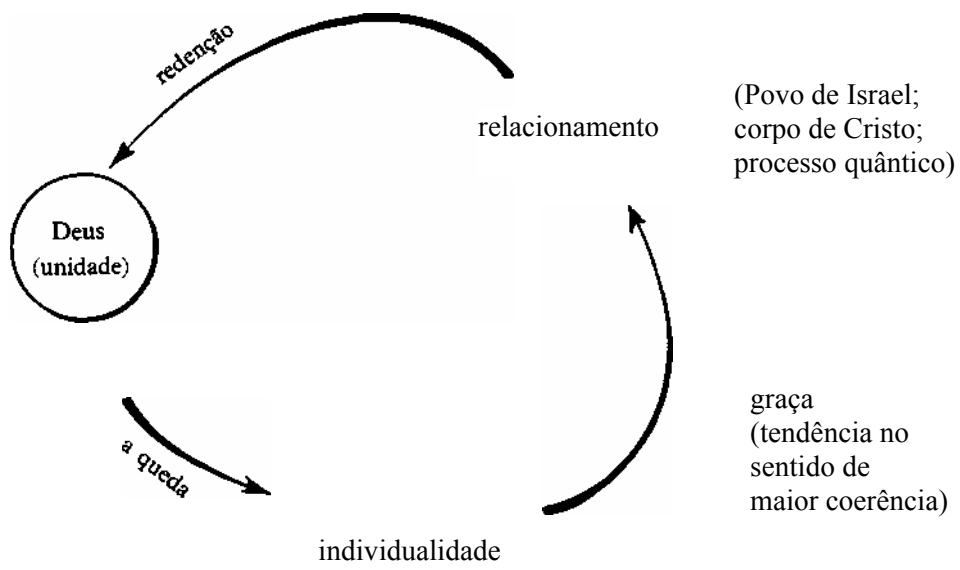 redenção
relacionamento
(Povo de Israel;
corpo de Cristo;
processo quântico)
Deus
(unidade)
graça
(tendência no
sentido de
maior coerência)
a queda
individualidade